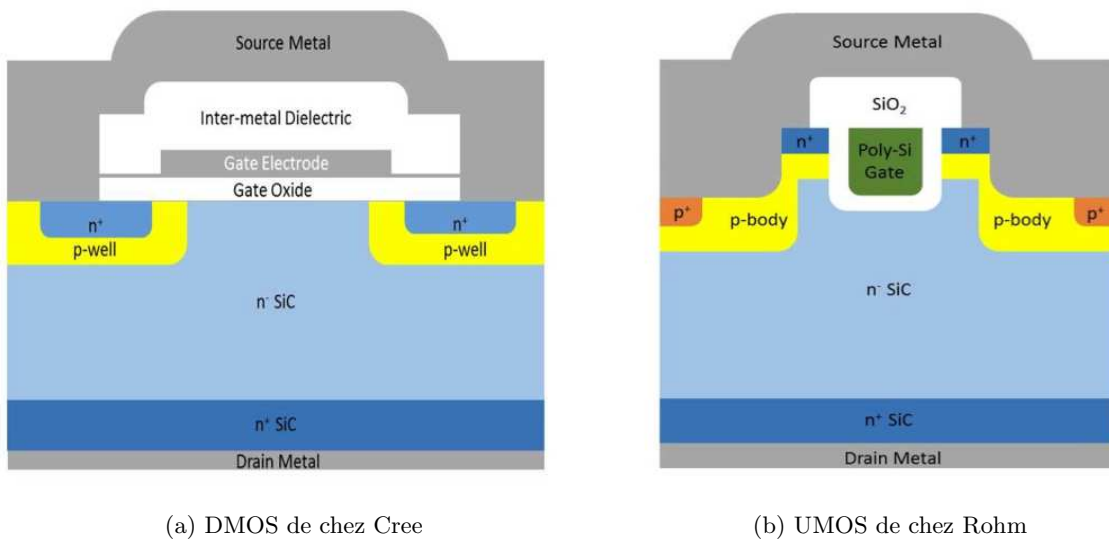 Source Metal
Inter-metal Dielectric
Gate Electrode
Gate Oxide
n⁺
n⁺
p-well
p-well
n⁻ SiC
n⁺ SiC
Drain Metal
(a) DMOS de chez Cree
Source Metal
SiO₂
n⁺
n⁺
Poly-Si
Gate
p⁺
p-body
p-body
p⁺
n⁻ SiC
n⁺ SiC
Drain Metal
(b) UMOS de chez Rohm